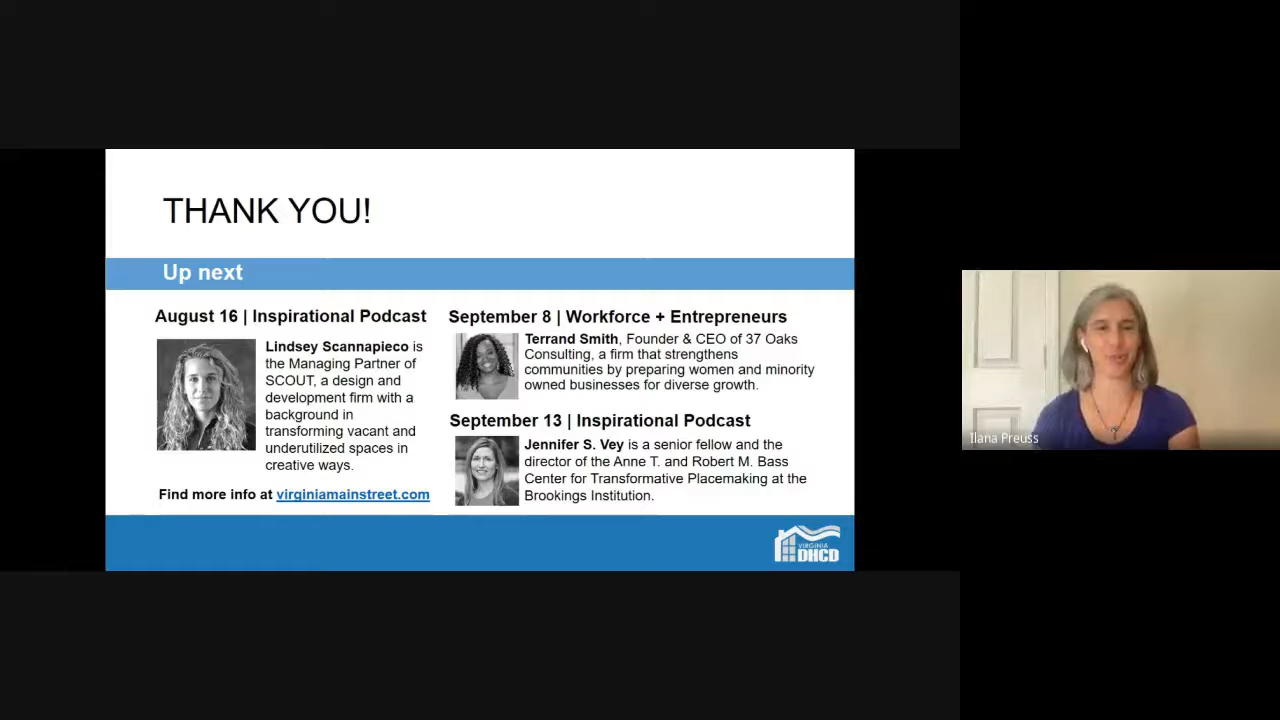 THANK YOU!
Up next
August 16 | Inspirational Podcast
Lindsey Scannapieco is
the Managing Partner of
SCOUT, a design and
development firm with a
background in
transforming vacant and
underutilized spaces in
creative ways.
Find more info at virginiamainstreet.com
September 8 | Workforce + Entrepreneurs
Terrand Smith, Founder & CEO of 37 Oaks
Consulting, a firm that strengthens
communities by preparing women and minority
owned businesses for diverse growth.
September 13 | Inspirational Podcast
Jennifer S. Vey is a senior fellow and the
director of the Anne T. and Robert M. Bass
Center for Transformative Placemaking at the
Brookings Institution.
VIRGINIA
DHCD
Ilana Preuss